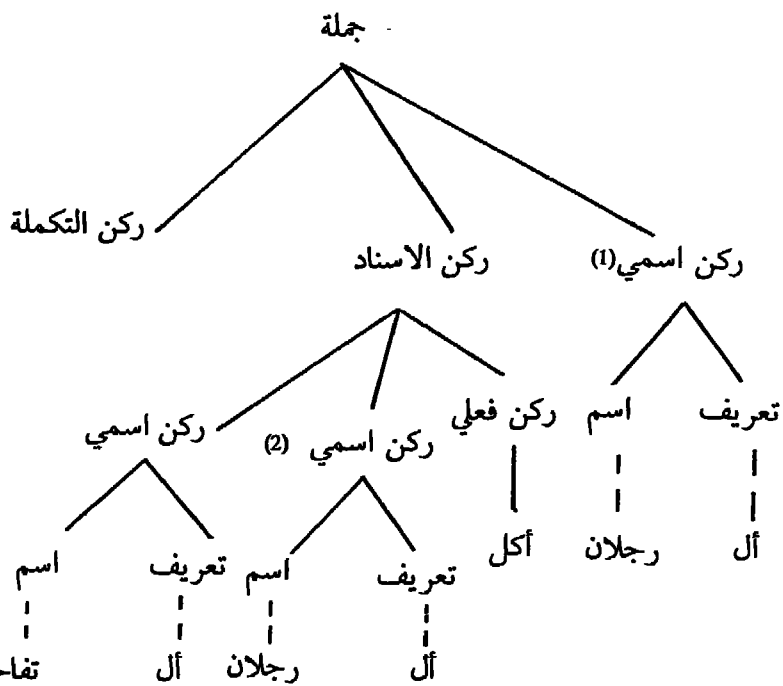 جملة
ركن اسمي (1) ركن الاسناد ركن التكملة
تعريف اسم ركن فعلي ركن اسمي (2) ركن اسمي
أل رجلان أكل تعريف اسم تعريف اسم
أل رجلان أل تفاح